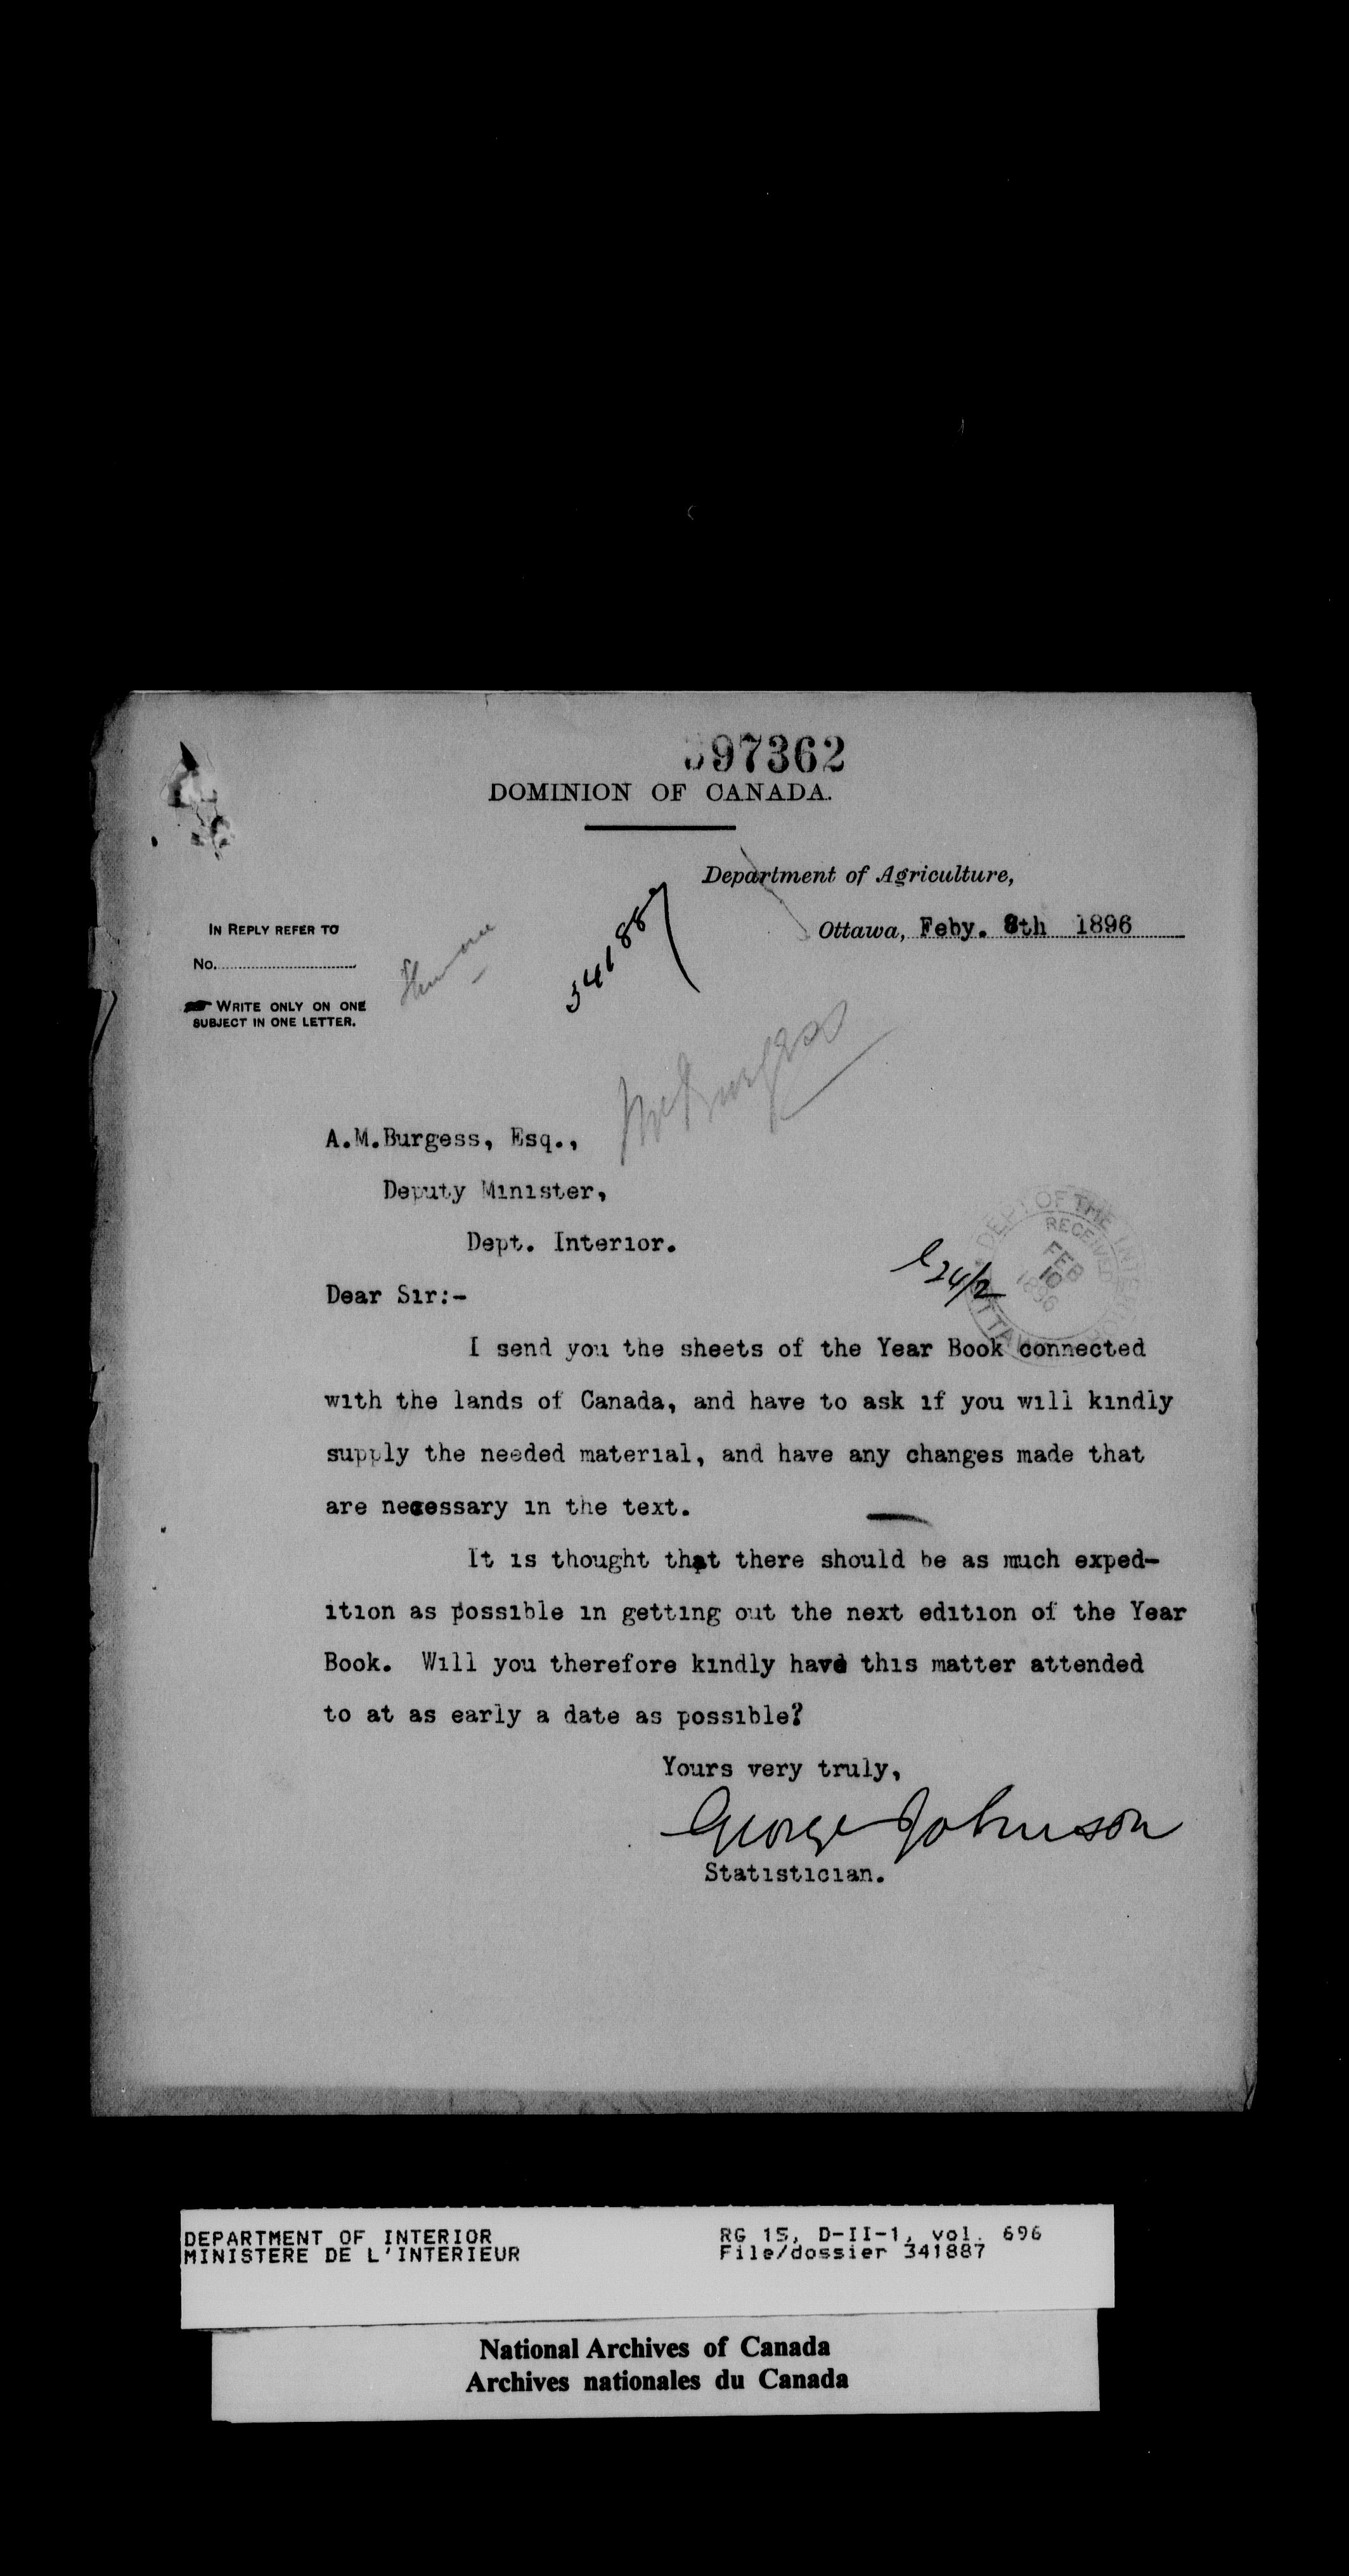 97362
DOMINION OF CANADA.
Department of Agriculture,
Ottawa, Feby. 8th 1896
IN REPLY REFER TO
No.
WRITE ONLY ON ONE
SUBJECT IN ONE LETTER.
341887
Mr Burgess
A.M.Burgess, Esq.,
Deputy Minister,
Dept. Interior.
24/2
DEPT OF THE INTERIOR
RECEIVED
FEB
10
1896
OTTAWA
Dear Sir:-
I send you the sheets of the Year Book connected
with the lands of Canada, and have to ask if you will kindly
supply the needed material, and have any changes made that
are necessary in the text.
It is thought that there should be as much exped-
ition as possible in getting out the next edition of the Year
Book. Will you therefore kindly have this matter attended
to at as early a date as possible?
Yours very truly,
George Johnson
Statistician.
DEPARTMENT OF INTERIOR
MINISTERE DE L'INTERIEUR
RG 15, D-II-1, vol. 696
File/dossier 341887
National Archives of Canada
Archives nationales du Canada